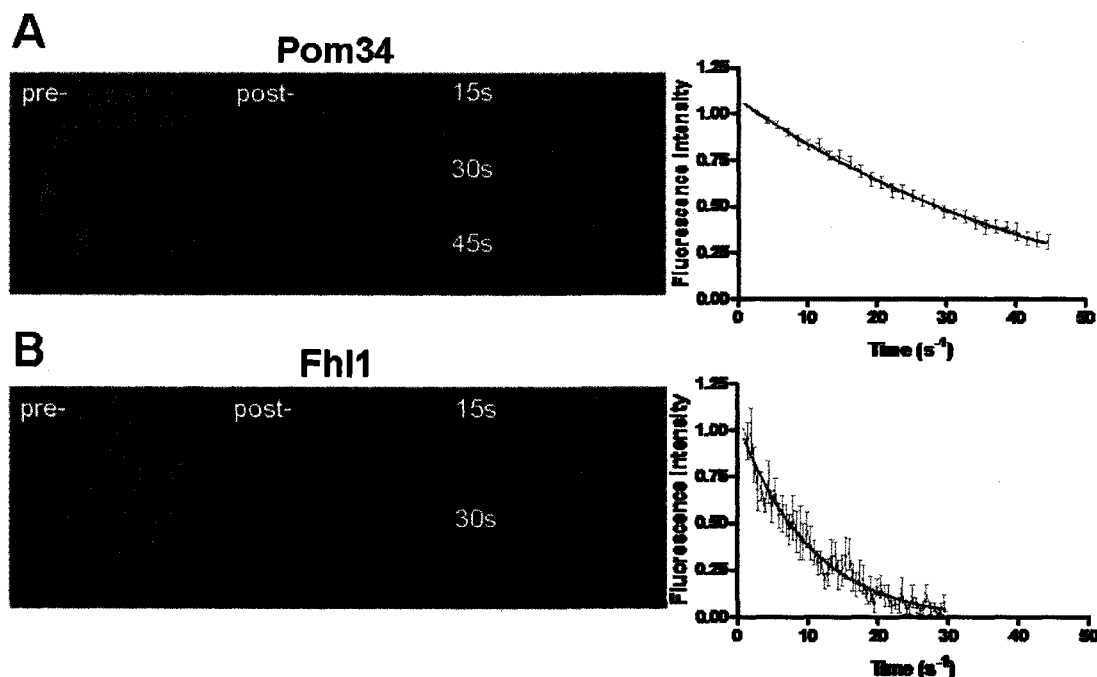 A
Pom34
pre-
post-
15s
30s
45s
Fluorescence Intensity
1.25
1.00
0.75
0.50
0.25
0.00
0
10
20
30
40
50
Time (s⁻¹)
B
Fhl1
pre-
post-
15s
30s
Fluorescence Intensity
1.25
1.00
0.75
0.50
0.25
0.00
0
10
20
30
40
50
Time (s⁻¹)